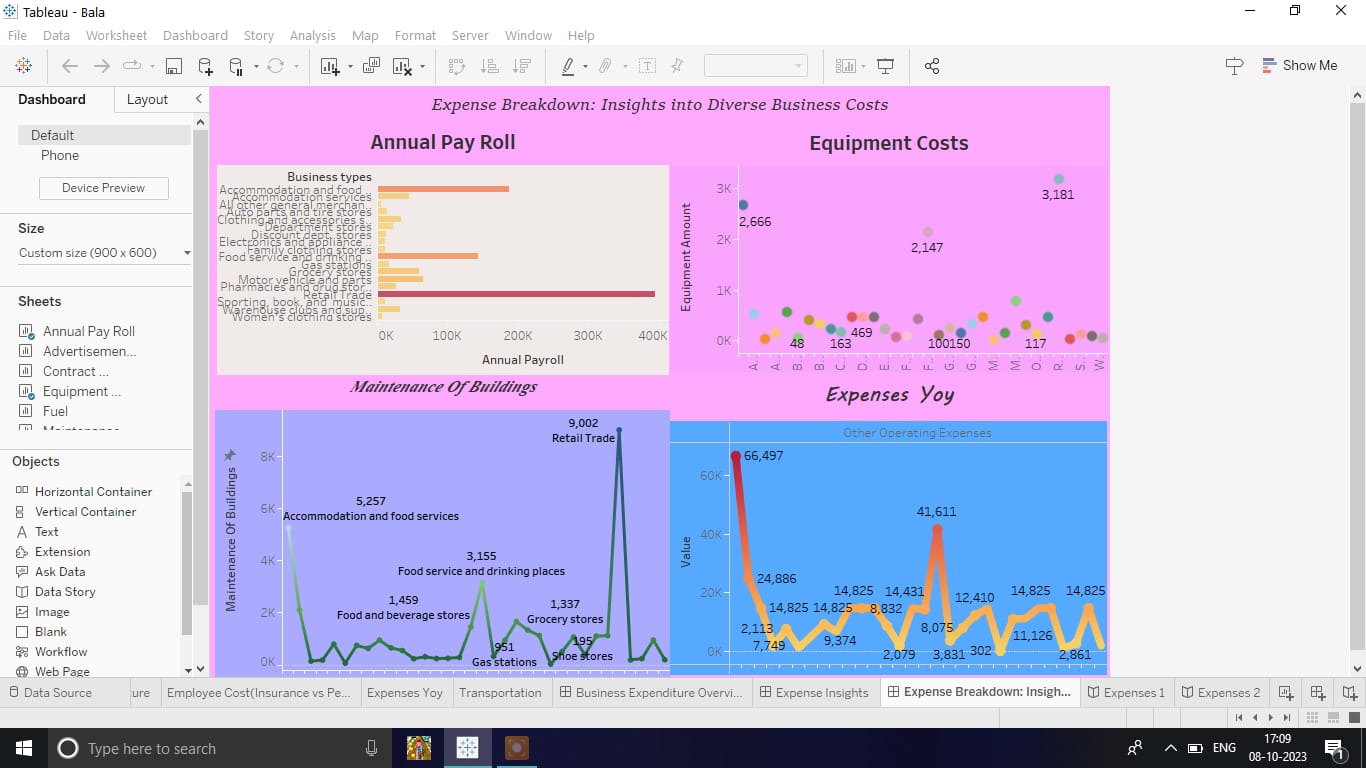 Tableau - Bala
File Data Worksheet Dashboard Story Analysis Map Format Server Window Help
Show Me
Dashboard Layout
Default
Phone
Device Preview
Size
Custom size (900 x 600)
Sheets
Annual Pay Roll
Advertisemen...
Contract ...
Equipment ...
Fuel
Objects
Horizontal Container
Vertical Container
Text
Extension
Ask Data
Data Story
Image
Blank
Workflow
Web Page
Expense Breakdown: Insights into Diverse Business Costs
Annual Pay Roll
Business types
Accommodation and food ..
Accommodation services
All other general merchan..
Auto parts and tire stores
Clothing and accessories s..
Department stores
Discount dept. stores
Electronics and appliance ..
Family clothing stores
Food service and drinking ..
Gas stations
Grocery stores
Motor vehicle and parts
Pharmacies and drug stor..
Retail Trade
Sporting, book, and music..
Warehouse clubs and sup..
Women's clothing stores
0K 100K 200K 300K 400K
Annual Payroll
Equipment Costs
Equipment Amount
3K
2K
1K
0K
2,666
3,181
2,147
48 163 469 100 150 117
A.. A.. B.. B.. C.. D.. E.. F.. F.. G.. G.. M.. M.. O.. R.. S.. W..
Maintenance Of Buildings
Maintenance Of Buildings
8K
6K
4K
2K
0K
9,002
Retail Trade
5,257
Accommodation and food services
3,155
Food service and drinking places
1,459
Food and beverage stores
1,337
Grocery stores
951
Gas stations
195
Shoe stores
Expenses Yoy
Other Operating Expenses
Value
60K
40K
20K
0K
66,497
41,611
24,886
14,825 14,825 14,825 14,431 12,410 14,825 14,825
2,113 7,749 9,374 8,832 2,079 8,075 3,831 302 11,126 2,861
Data Source ture Employee Cost(Insurance vs Pe... Expenses Yoy Transportation Business Expenditure Overvi... Expense Insights Expense Breakdown: Insigh... Expenses 1 Expenses 2
Type here to search
ENG
17:09
08-10-2023
1